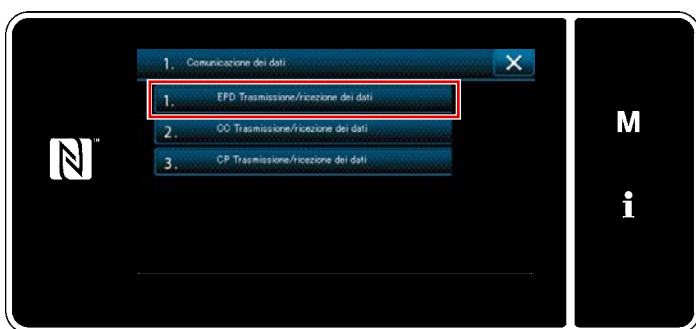 1. Comunicazione dei dati
1. EPD Trasmissione/ricezione dei dati
2. CC Trasmissione/ricezione dei dati
3. CP Trasmissione/ricezione dei dati
N™
M
i